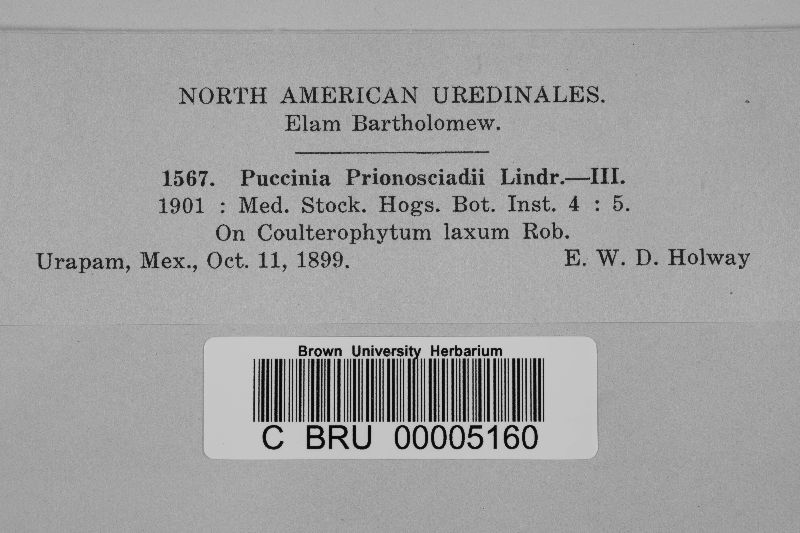 NORTH AMERICAN UREDINALES.
Elam Bartholomew.
1567. Puccinia Prionosciadii Lindr.—III.
1901 : Med. Stock. Hogs. Bot. Inst. 4 : 5.
On Coulterophytum laxum Rob.
Urapam, Mex., Oct. 11, 1899. E. W. D. Holway
Brown University Herbarium
C BRU 00005160